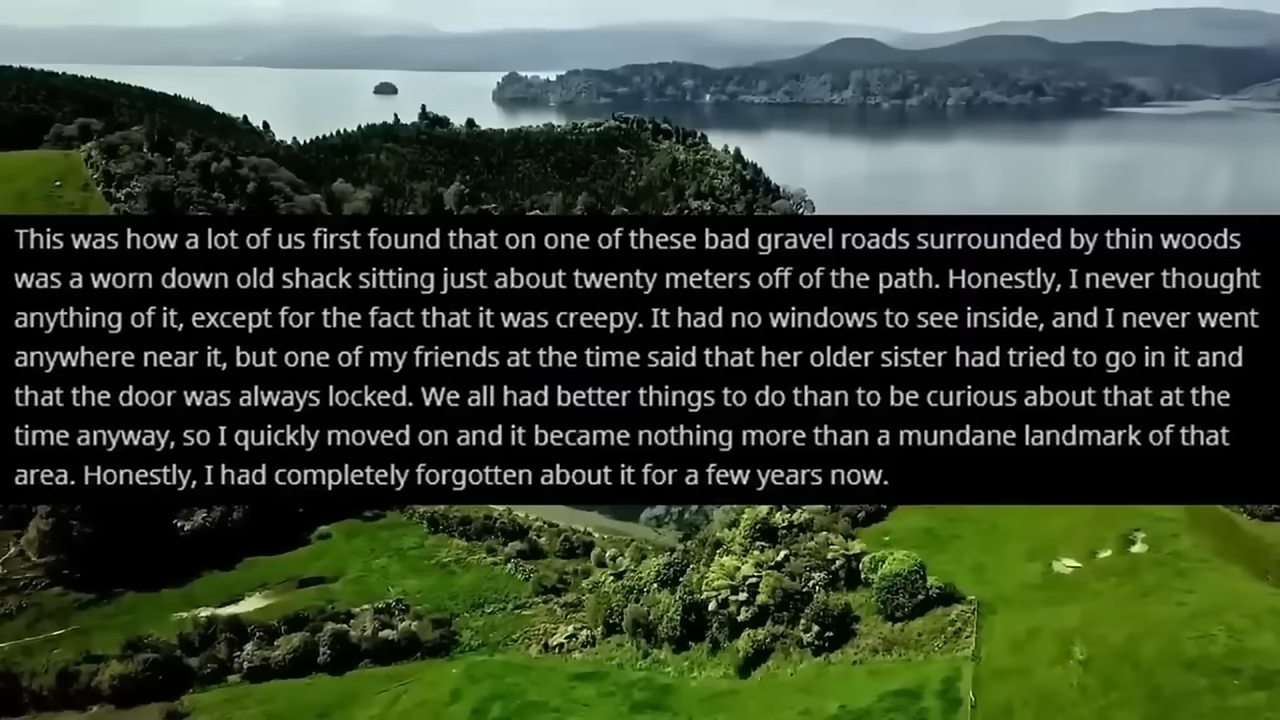 This was how a lot of us first found that on one of these bad gravel roads surrounded by thin woods
was a worn down old shack sitting just about twenty meters off of the path. Honestly, I never thought
anything of it, except for the fact that it was creepy. It had no windows to see inside, and I never went
anywhere near it, but one of my friends at the time said that her older sister had tried to go in it and
that the door was always locked. We all had better things to do than to be curious about that at the
time anyway, so I quickly moved on and it became nothing more than a mundane landmark of that
area. Honestly, I had completely forgotten about it for a few years now.